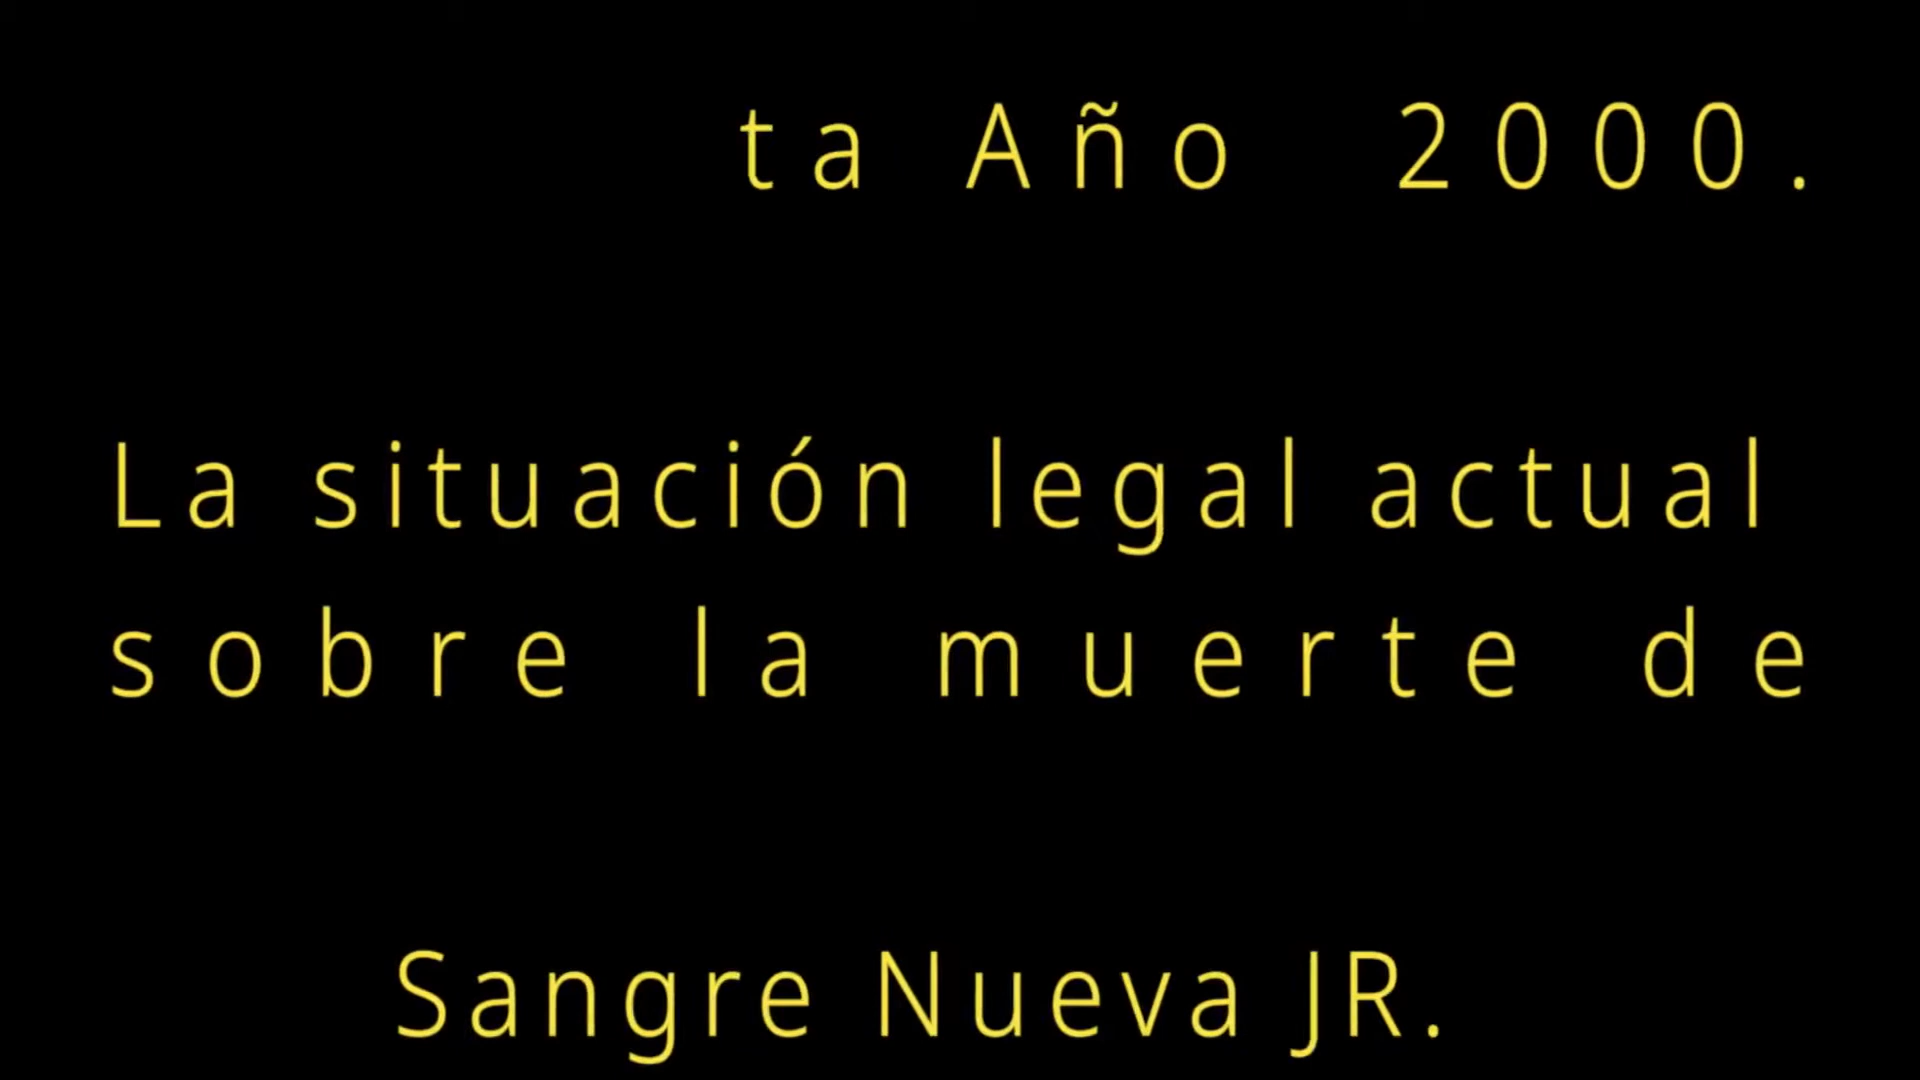 ta Año 2000.
La situación legal actual
sobre la muerte de
Sangre Nueva JR.